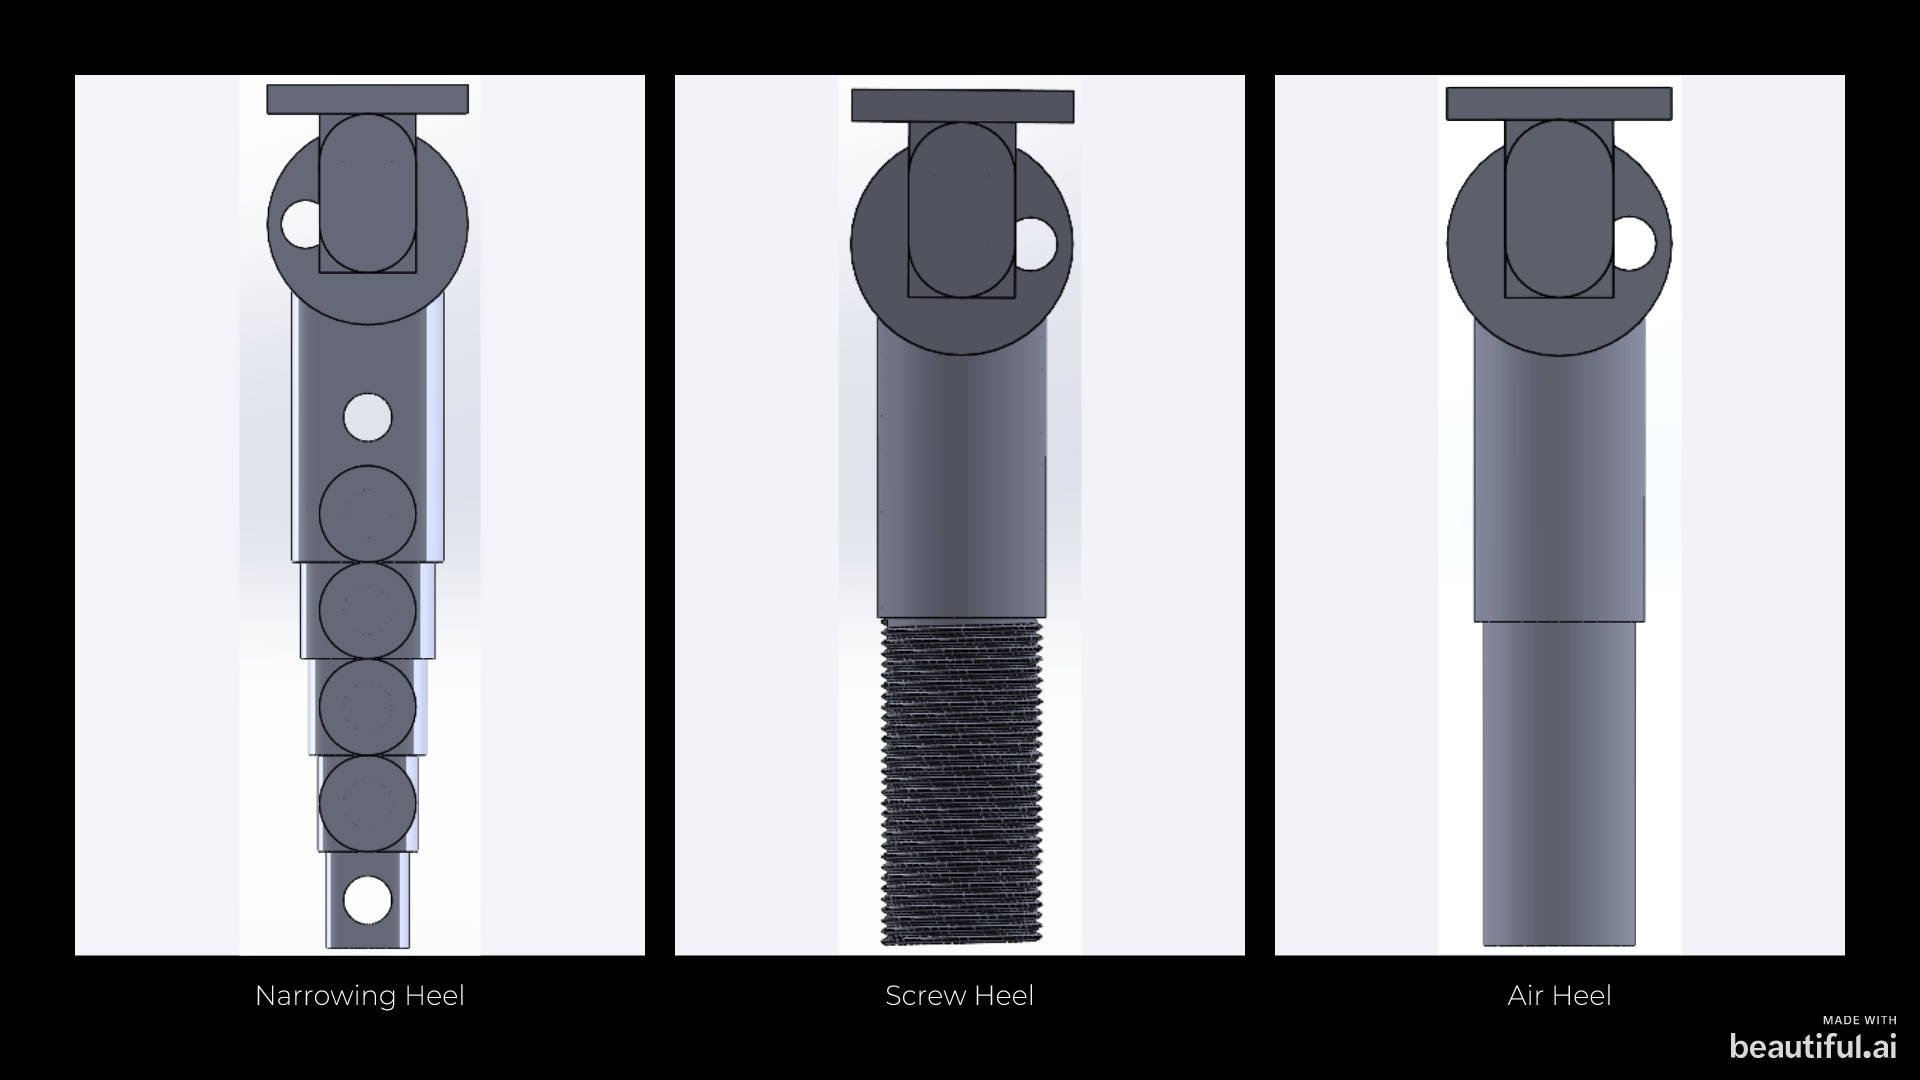 Narrowing Heel
Screw Heel
Air Heel
MADE WITH
beautiful.ai